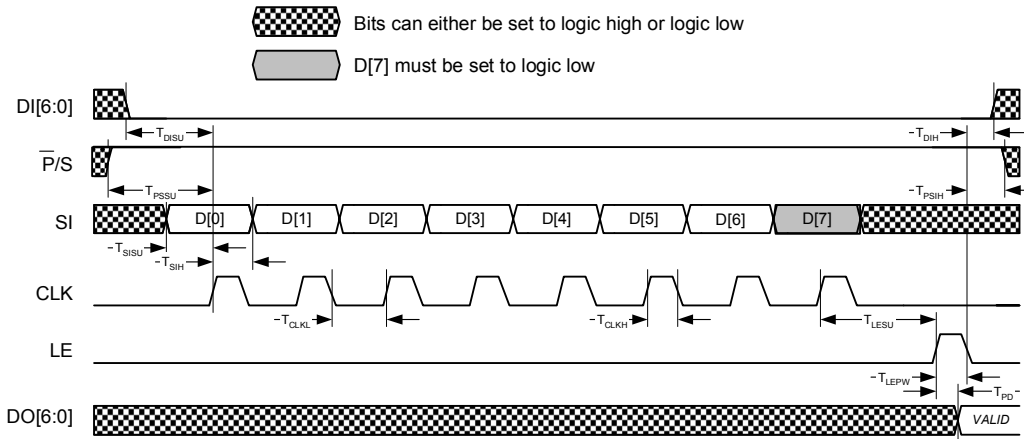 Bits can either be set to logic high or logic low
D[7] must be set to logic low
DI[6:0]
TDISU
TDIH
P/S
TPSSU
TPSIH
SI
D[0] D[1] D[2] D[3] D[4] D[5] D[6] D[7]
TSISU
TSIH
CLK
TCLKL
TCLKH
TLESU
LE
TLEPW
TPD
DO[6:0]
VALID